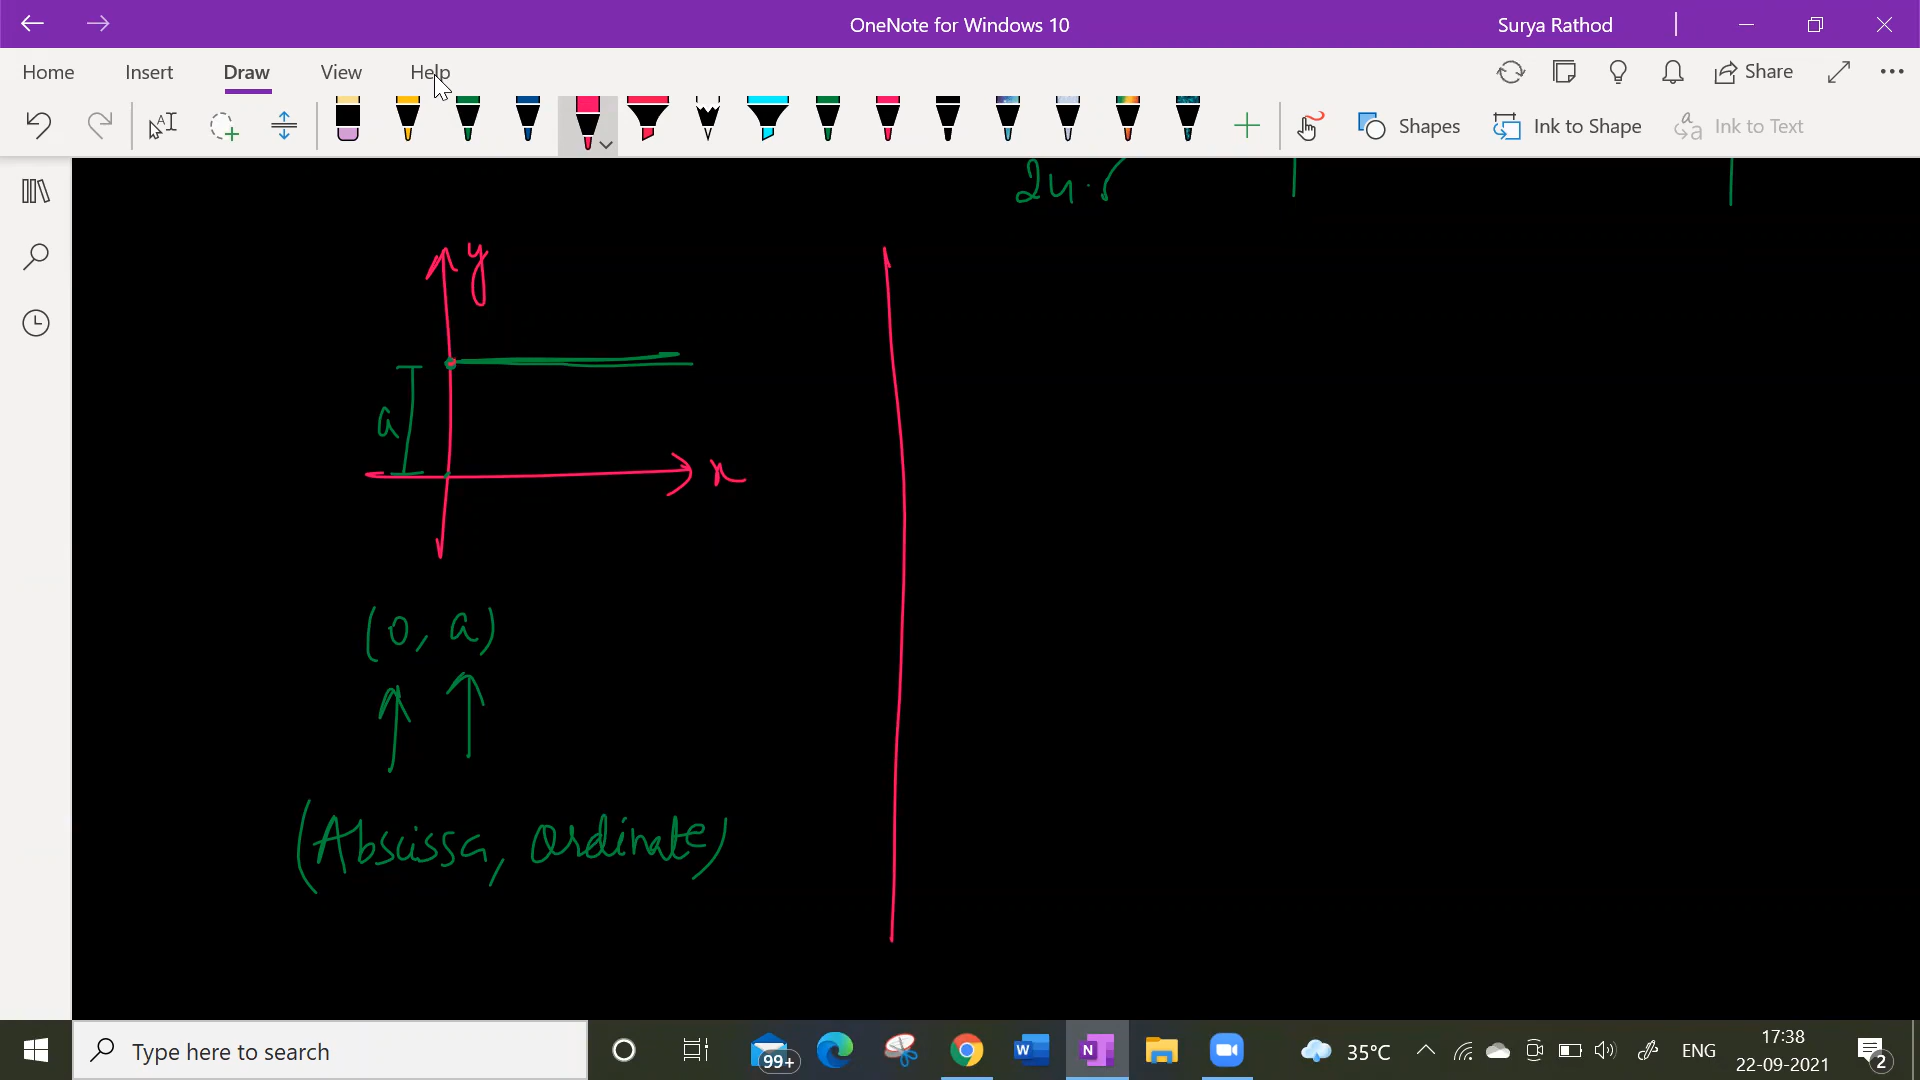 OneNote for Windows 10
Surya Rathod
Home Insert Draw View Help
Share
Shapes Ink to Shape Ink to Text
y
a
x
(0, a)
(Abscissa, ordinate)
Type here to search
99+
35°C
ENG
17:38
22-09-2021
2